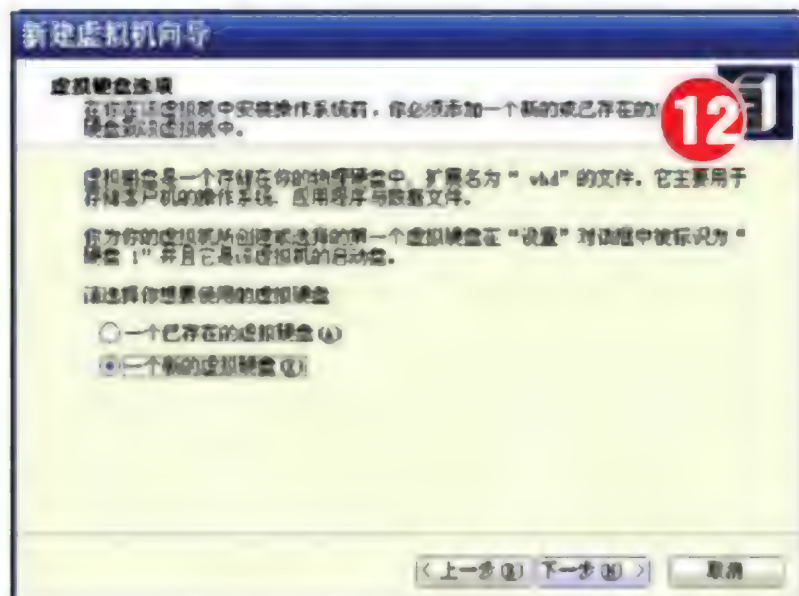 新建虚拟机向导
虚拟硬盘选项
在你在该虚拟机中安装操作系统前，你必须添加一个新的或已存在的
硬盘到该虚拟机中。
12
虚拟硬盘是一个存储在你的物理硬盘中，扩展名为“ vhd”的文件。它主要用于
存储客户机的操作系统、应用程序与数据文件。
你为你的虚拟机所创建或选择的第一个虚拟硬盘在“设置”对话框中被标识为“
硬盘 1”并且它是该虚拟机的启动盘。
请选择你想要使用的虚拟硬盘
一个已存在的虚拟硬盘(A)
一个新的虚拟硬盘
<上一步(B) 下一步(N)> 取消